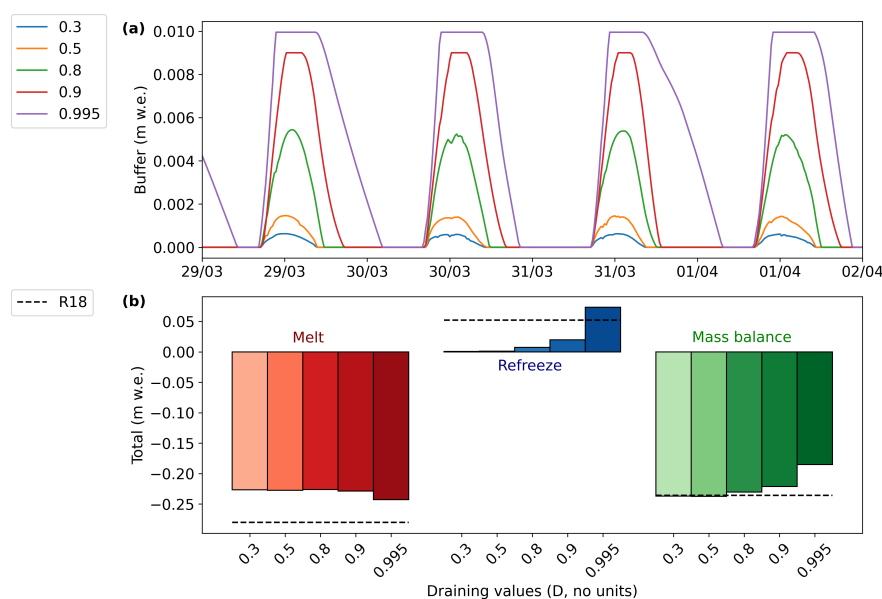 0.3
0.5
0.8
0.9
0.995
(a)
Buffer (m w.e.)
0.010
0.008
0.006
0.004
0.002
0.000
29/03 29/03 30/03 30/03 31/03 31/03 01/04 01/04 02/04
R18
(b)
Total (m w.e.)
0.05
0.00
−0.05
−0.10
−0.15
−0.20
−0.25
Melt
Refreeze
Mass balance
0.3 0.5 0.8 0.9 0.995 0.3 0.5 0.8 0.9 0.995 0.3 0.5 0.8 0.9 0.995
Draining values (D, no units)